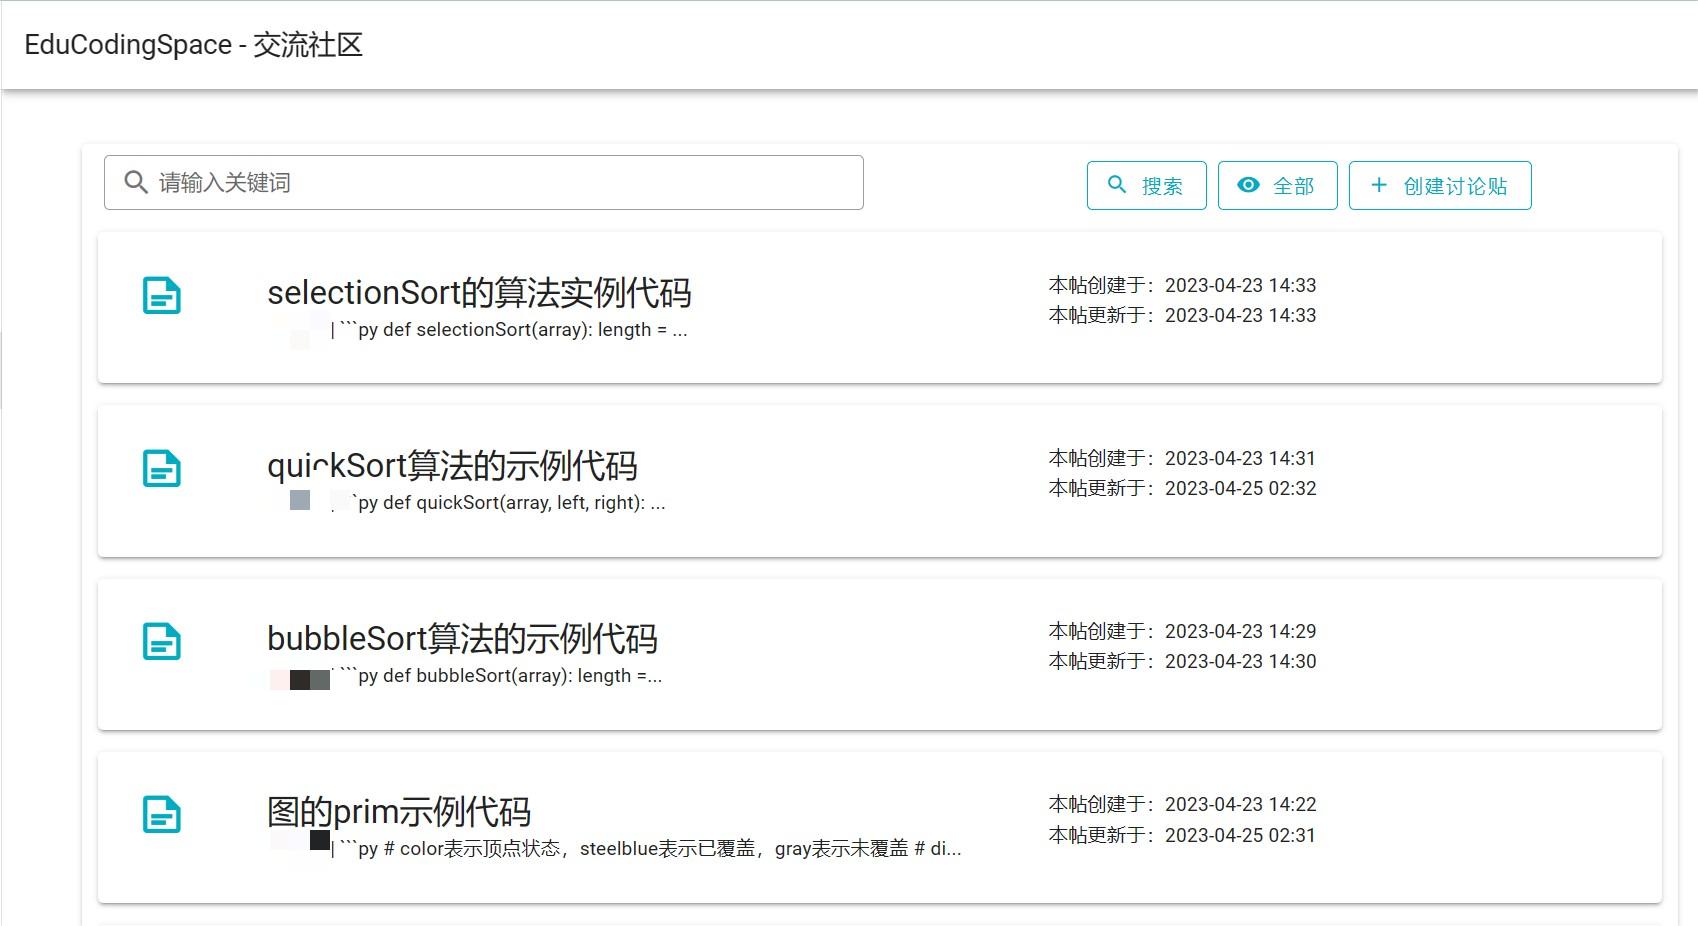 EduCodingSpace - 交流社区
请输入关键词
搜索
全部
创建讨论贴
selectionSort的算法实例代码
| ```py def selectionSort(array): length = ...
本帖创建于：2023-04-23 14:33
本帖更新于：2023-04-23 14:33
quickSort算法的示例代码
`py def quickSort(array, left, right): ...
本帖创建于：2023-04-23 14:31
本帖更新于：2023-04-25 02:32
bubbleSort算法的示例代码
```py def bubbleSort(array): length =...
本帖创建于：2023-04-23 14:29
本帖更新于：2023-04-23 14:30
图的prim示例代码
| ```py # color表示顶点状态，steelblue表示已覆盖，gray表示未覆盖 # di...
本帖创建于：2023-04-23 14:22
本帖更新于：2023-04-25 02:31